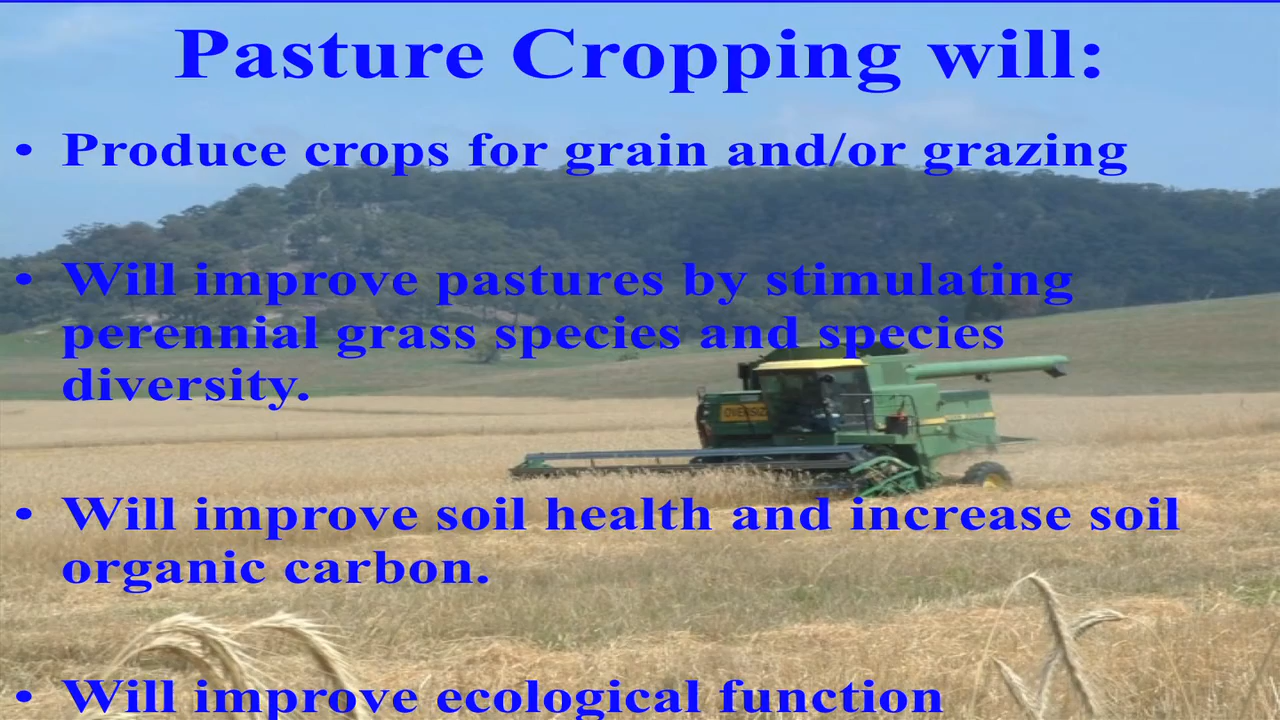 Pasture Cropping will:
• Produce crops for grain and/or grazing
• Will improve pastures by stimulating
perennial grass species and species
diversity.
OVERSIZE
• Will improve soil health and increase soil
organic carbon.
• Will improve ecological function